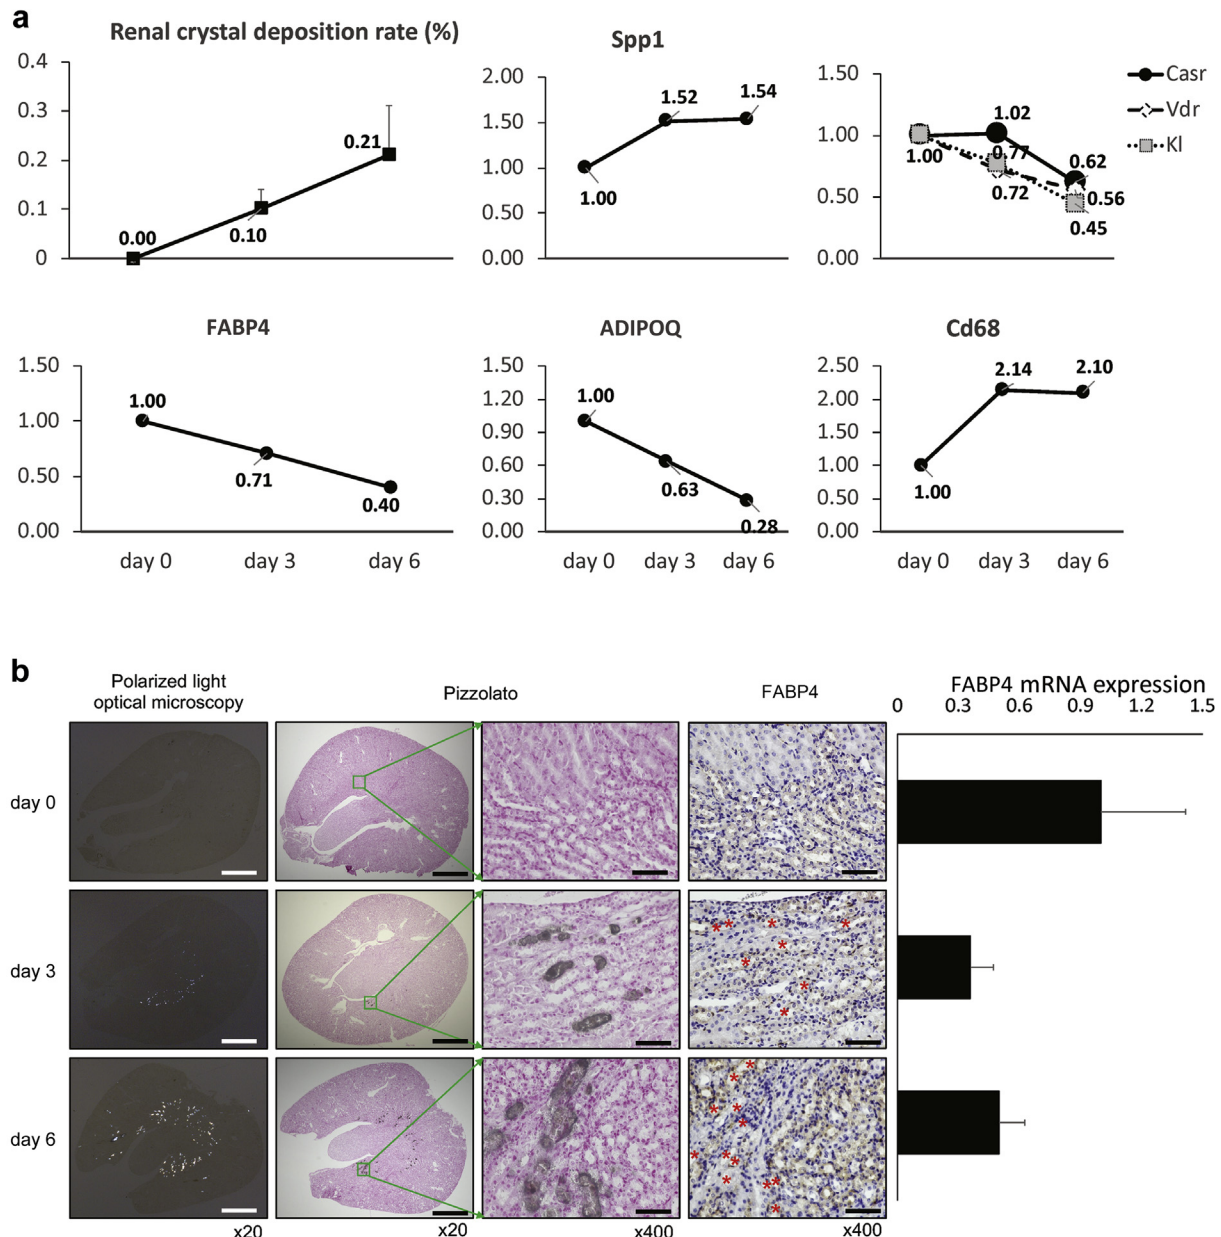 a
Renal crystal deposition rate (%)
0.4
0.3
0.2
0.1
0
0.00
0.10
0.21
Spp1
2.00
1.50
1.00
0.50
0.00
1.00
1.52
1.54
1.50
1.00
0.50
0.00
1.00
1.02
0.77
0.72
0.62
0.56
0.45
Casr
Vdr
Kl
FABP4
1.50
1.00
0.50
0.00
1.00
0.71
0.40
day 0 day 3 day 6
ADIPOQ
1.50
1.20
0.90
0.60
0.30
0.00
1.00
0.63
0.28
day 0 day 3 day 6
Cd68
2.50
2.00
1.50
1.00
0.50
0.00
1.00
2.14
2.10
day 0 day 3 day 6
b
Polarized light
optical microscopy
Pizzolato
FABP4
FABP4 mRNA expression
0 0.3 0.6 0.9 1.2 1.5
day 0
day 3
day 6
x20
x20
x400
x400